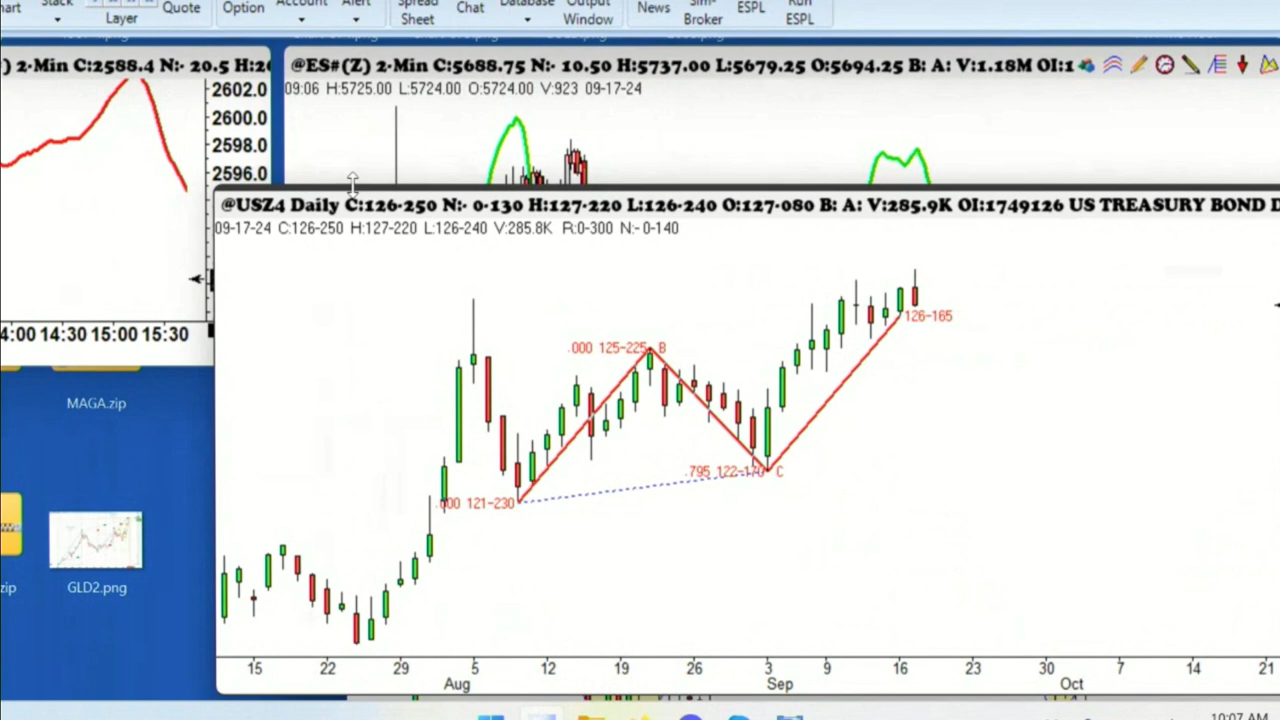 Stack
Layer
Quote
Option
Account
Alert
Spread
Sheet
Chat
Database
Output
Window
News
Sim-
Broker
ESPL
Run
ESPL
2-Min C:2588.4 N:- 20.5
2602.0
2600.0
2598.0
2596.0
14:30 15:00 15:30
@ES#(Z) 2-Min C:5688.75 N:- 10.50 H:5737.00 L:5679.25 O:5694.25 B: A: V:1.18M OI:1
09:06 H:5725.00 L:5724.00 O:5724.00 V:923 09-17-24
@USZ4 Daily C:126-250 N:- 0-130 H:127-220 L:126-240 O:127-080 B: A: V:285.9K OI:1749126 US TREASURY BOND D
09-17-24 C:126-250 H:127-220 L:126-240 V:285.8K R:0-300 N:- 0-140
126-165
.000 125-225 B
.795 122-170 C
.000 121-230
15 22 29 5 12 19 26 3 9 16 23 30 7 14 21
Aug Sep Oct
MAGA.zip
zip
GLD2.png
10:07 AM